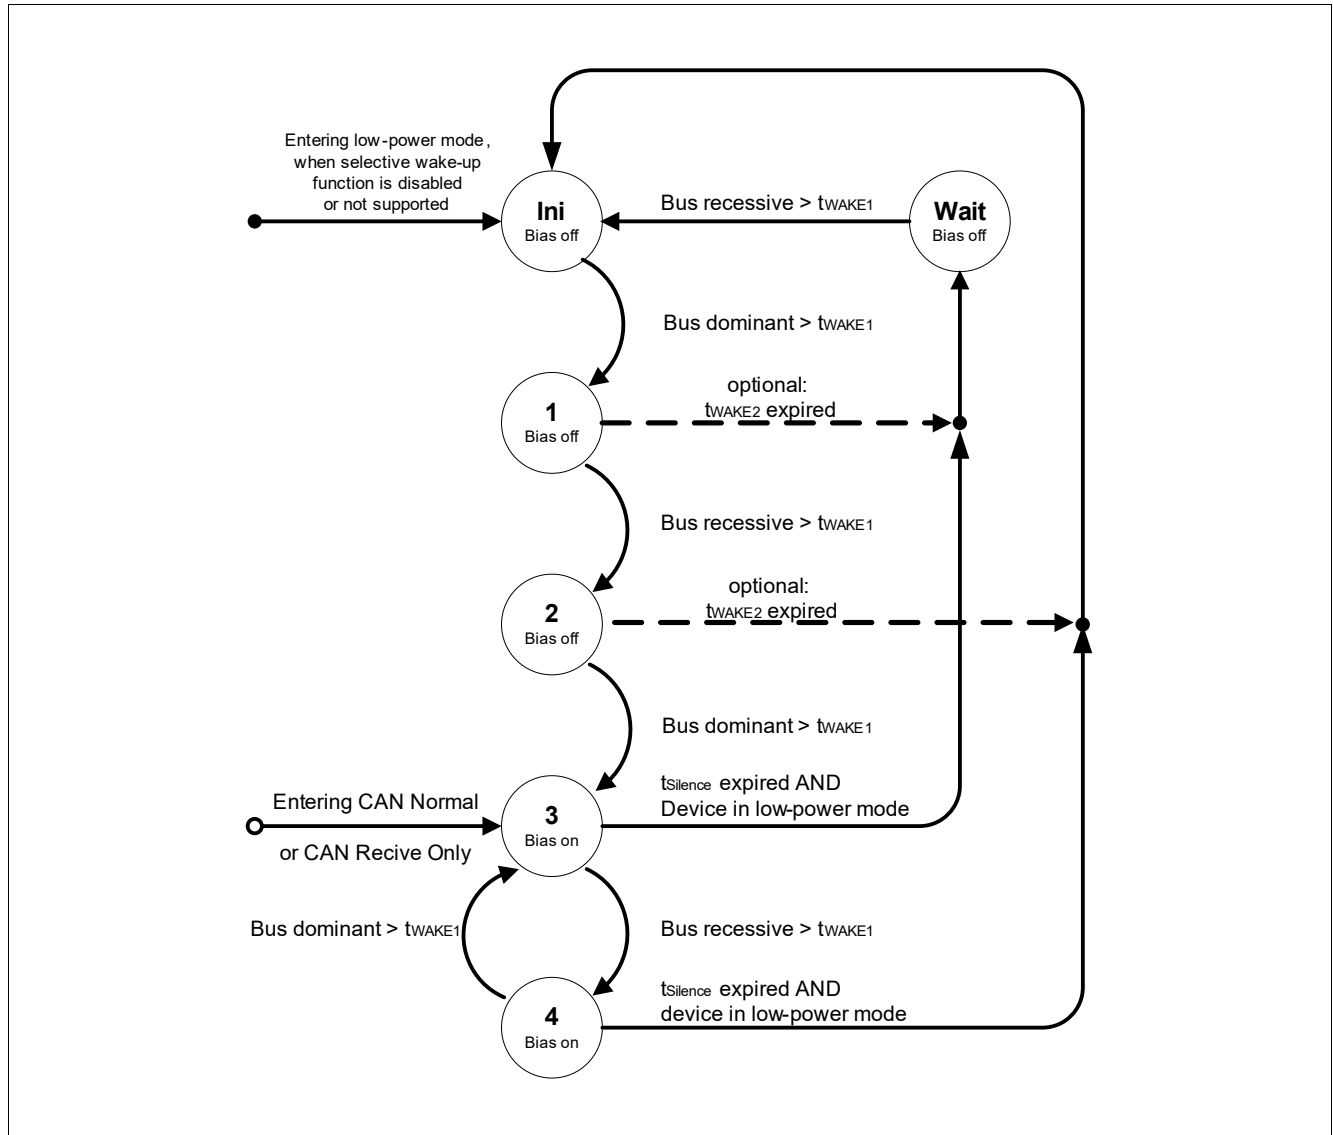 Entering low-power mode,
when selective wake-up
function is disabled
or not supported
Ini
Bias off
Bus recessive > tWAKE1
Wait
Bias off
Bus dominant > tWAKE1
1
Bias off
optional:
tWAKE2 expired
Bus recessive > tWAKE1
2
Bias off
optional:
tWAKE2 expired
Bus dominant > tWAKE1
Entering CAN Normal
or CAN Recive Only
3
Bias on
tSilence expired AND
Device in low-power mode
Bus dominant > tWAKE1
Bus recessive > tWAKE1
4
Bias on
tSilence expired AND
device in low-power mode